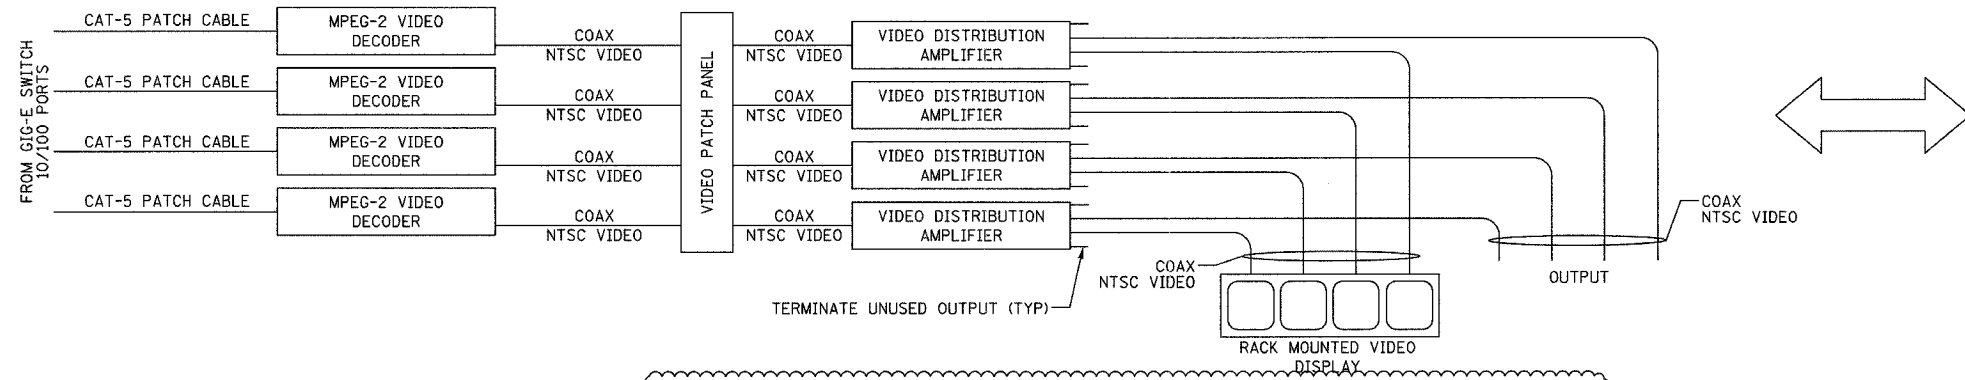 FROM GIG-E SWITCH
10/100 PORTS
CAT-5 PATCH CABLE
MPEG-2 VIDEO
DECODER
COAX
NTSC VIDEO
CAT-5 PATCH CABLE
MPEG-2 VIDEO
DECODER
COAX
NTSC VIDEO
CAT-5 PATCH CABLE
MPEG-2 VIDEO
DECODER
COAX
NTSC VIDEO
CAT-5 PATCH CABLE
MPEG-2 VIDEO
DECODER
COAX
NTSC VIDEO
VIDEO PATCH PANEL
COAX
NTSC VIDEO
VIDEO DISTRIBUTION
AMPLIFIER
COAX
NTSC VIDEO
VIDEO DISTRIBUTION
AMPLIFIER
COAX
NTSC VIDEO
VIDEO DISTRIBUTION
AMPLIFIER
COAX
NTSC VIDEO
VIDEO DISTRIBUTION
AMPLIFIER
COAX
NTSC VIDEO
OUTPUT
COAX
NTSC VIDEO
TERMINATE UNUSED OUTPUT (TYP)
RACK MOUNTED VIDEO
DISPLAY